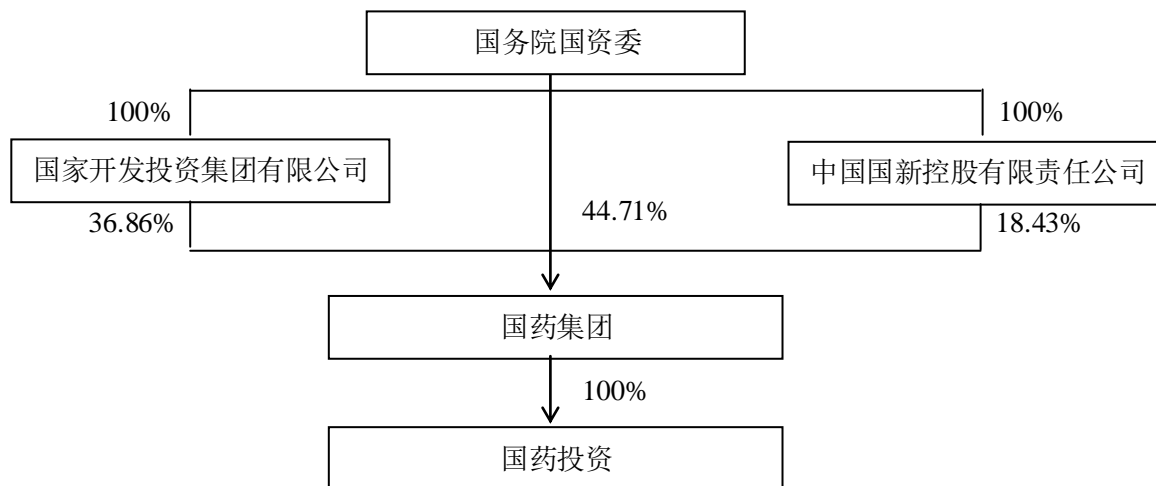 国务院国资委
100%
100%
国家开发投资集团有限公司
中国国新控股有限责任公司
36.86%
44.71%
18.43%
国药集团
100%
国药投资